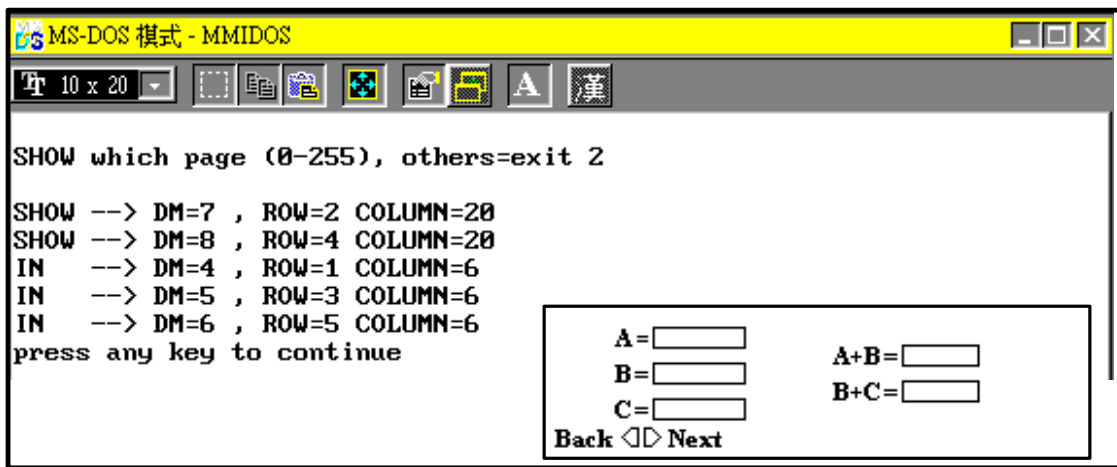 MS-DOS 模式 - MMIDOS
10 x 20 A 漢
SHOW which page (0-255), others=exit 2
SHOW --> DM=7 , ROW=2 COLUMN=20
SHOW --> DM=8 , ROW=4 COLUMN=20
IN --> DM=4 , ROW=1 COLUMN=6
IN --> DM=5 , ROW=3 COLUMN=6
IN --> DM=6 , ROW=5 COLUMN=6
press any key to continue
A=
B=
C=
A+B=
B+C=
Back ◁▷ Next